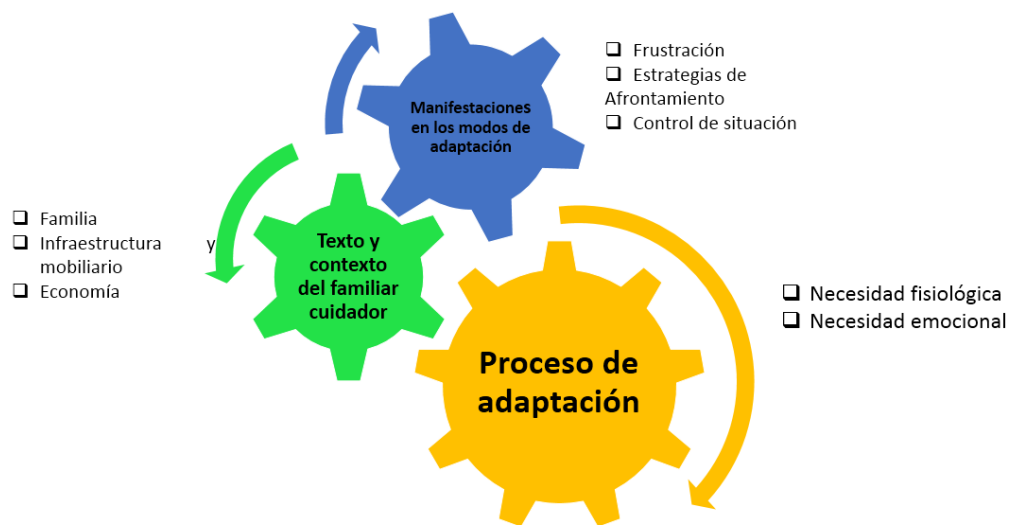 Manifestaciones
en los modos de
adaptación
❑ Frustración
❑ Estrategias de
Afrontamiento
❑ Control de situación
❑ Familia
❑ Infraestructura y
mobiliario
❑ Economía
Texto y
contexto
del familiar
cuidador
Proceso de
adaptación
❑ Necesidad fisiológica
❑ Necesidad emocional